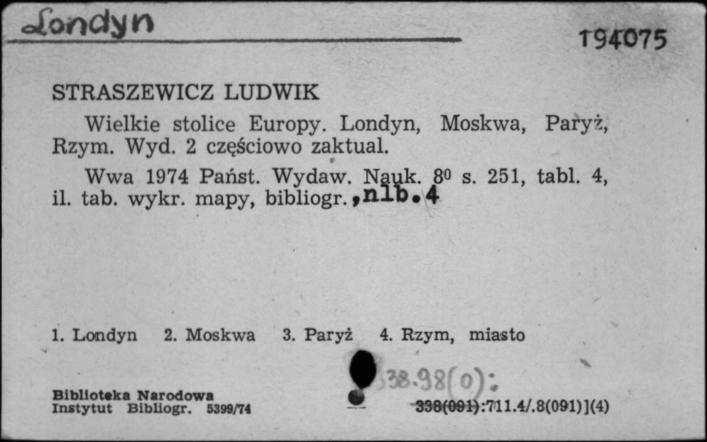 Londyn
194075
STRASZEWICZ LUDWIK
Wielkie stolice Europy. Londyn, Moskwa, Paryż,
Rzym. Wyd. 2 częściowo zaktual.
Wwa 1974 Państ. Wydaw. Nauk. 8⁰ s. 251, tabl. 4,
il. tab. wykr. mapy, bibliogr. , nlb. 4
1. Londyn 2. Moskwa 3. Paryż 4. Rzym, miasto
38.98(0):
Biblioteka Narodowa
Instytut Bibliogr. 5399/74
338(091):711.4/.8(091)](4)